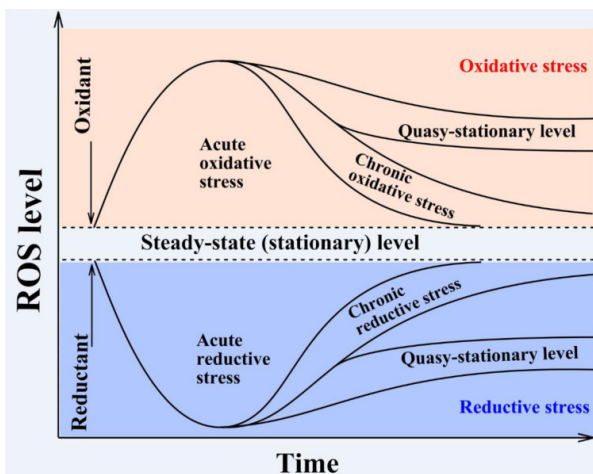 Oxidative stress
Oxidant
Quasy-stationary level
Acute
oxidative
stress
Chronic
oxidative stress
ROS level
Steady-state (stationary) level
Chronic
reductive stress
Acute
reductive
stress
Quasy-stationary level
Reductant
Reductive stress
Time